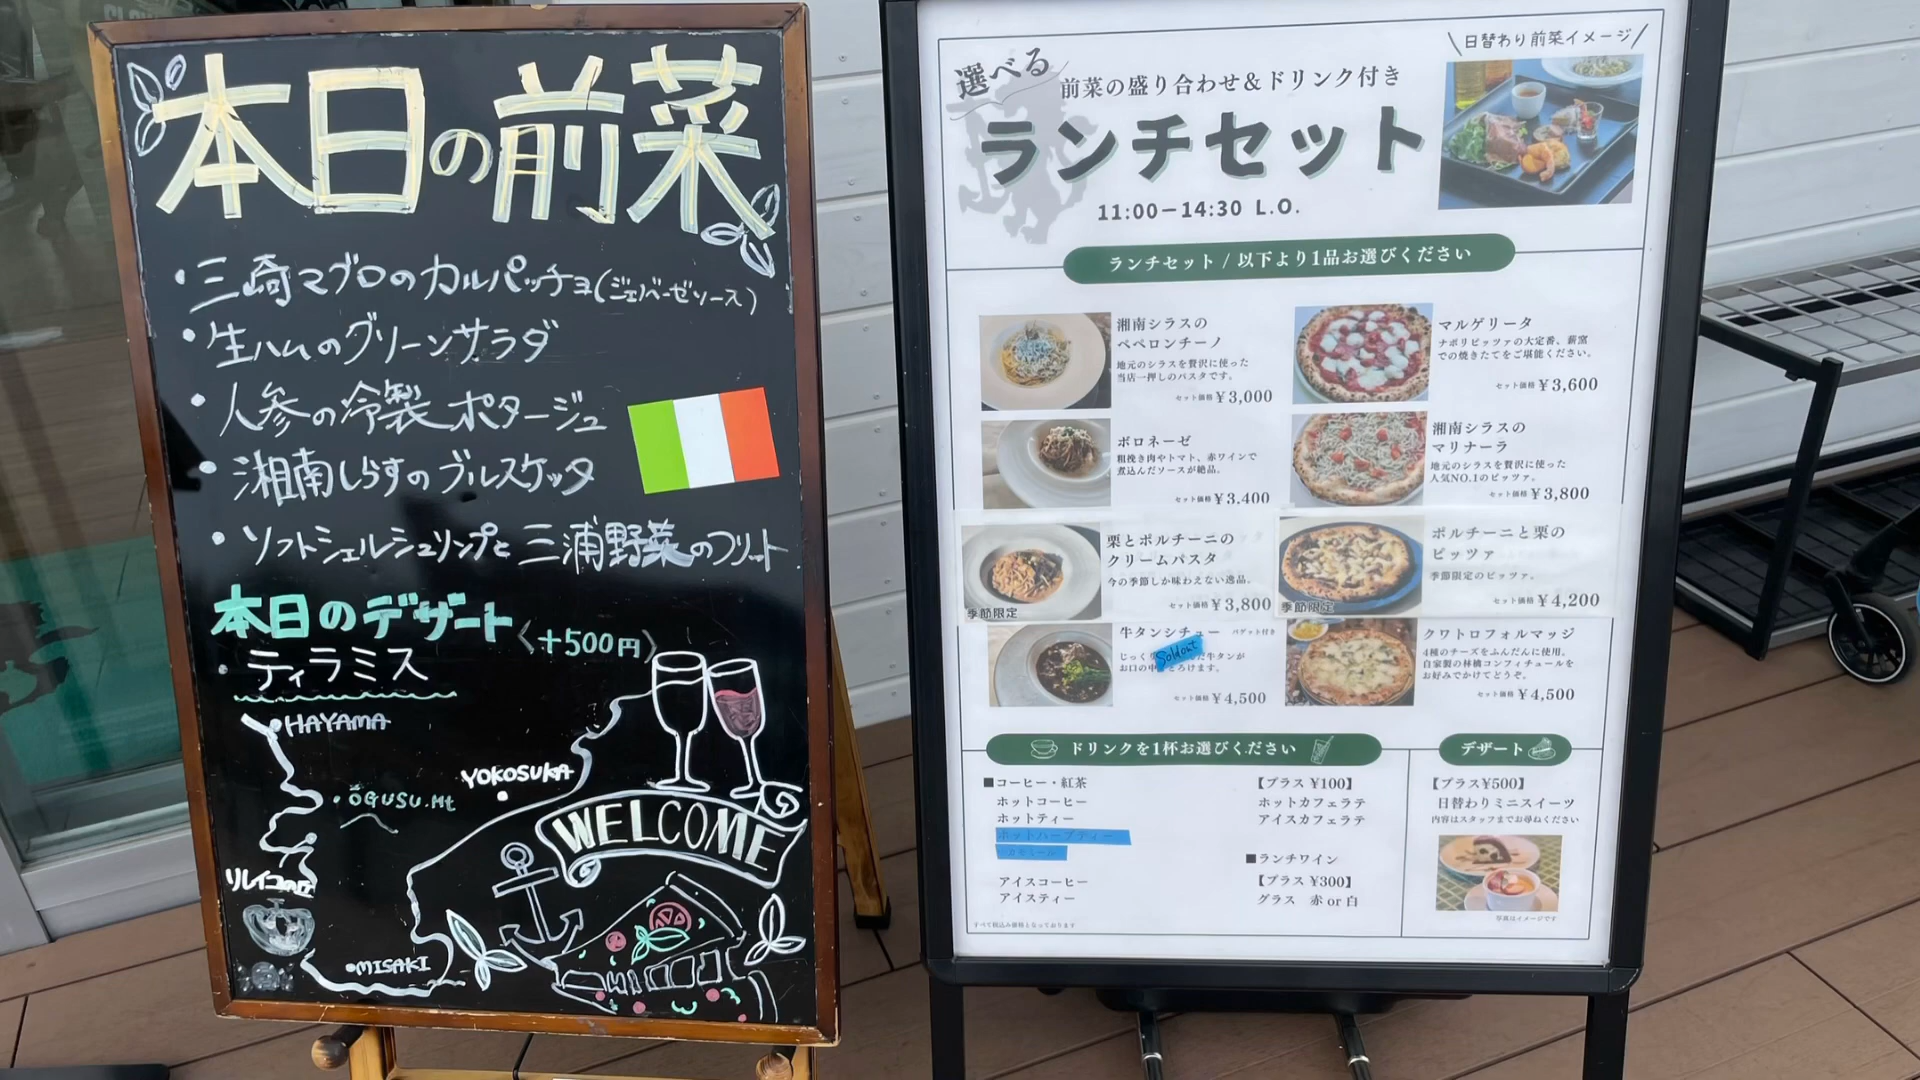 本日の前菜
・三崎マグロのカルパッチョ(ジェノベーゼソース)
・生ハムのグリーンサラダ
・人参の冷製ポタージュ
・湘南しらすのブルスケッタ
・ソフトシェルシュリンプと三浦野菜のフリット
本日のデザート〈+500円〉
・ティラミス
HAYAMA
YOKOSUKA
ŌGUSU.Mt
WELCOME
MISAKI
\日替わり前菜イメージ/
選べる
前菜の盛り合わせ&ドリンク付き
ランチセット
11:00-14:30 L.O.
ランチセット / 以下より1品お選びください
湘南シラスの
ペペロンチーノ
地元のシラスを贅沢に使った
当店一押しのパスタです。
セット価格 ¥3,000
マルゲリータ
ナポリピッツァの大定番、薪窯
での焼きたてをご堪能ください。
セット価格 ¥3,600
ボロネーゼ
粗挽き肉やトマト、赤ワインで
煮込んだソースが絶品。
セット価格 ¥3,400
湘南シラスの
マリナーラ
地元のシラスを贅沢に使った
人気NO.1のピッツァ。
セット価格 ¥3,800
栗とポルチーニの
クリームパスタ
今の季節しか味わえない逸品。
季節限定
セット価格 ¥3,800
ポルチーニと栗の
ピッツァ
季節限定のピッツァ。
季節限定
セット価格 ¥4,200
牛タンシチュー バゲット付き
Soldout
じっくり 牛タンが
お口の中 とろけます。
セット価格 ¥4,500
クワトロフォルマッジ
4種のチーズをふんだんに使用。
自家製の林檎コンフィチュールを
お好みでかけてどうぞ。
セット価格 ¥4,500
ドリンクを1杯お選びください
■コーヒー・紅茶
ホットコーヒー
ホットティー
ホットハーブティー
カモミール
アイスコーヒー
アイスティー
【プラス ¥100】
ホットカフェラテ
アイスカフェラテ
■ランチワイン
【プラス ¥300】
グラス 赤 or 白
デザート
【プラス¥500】
日替わりミニスイーツ
内容はスタッフまでお尋ねください
写真はイメージです
すべて税込み価格となっております